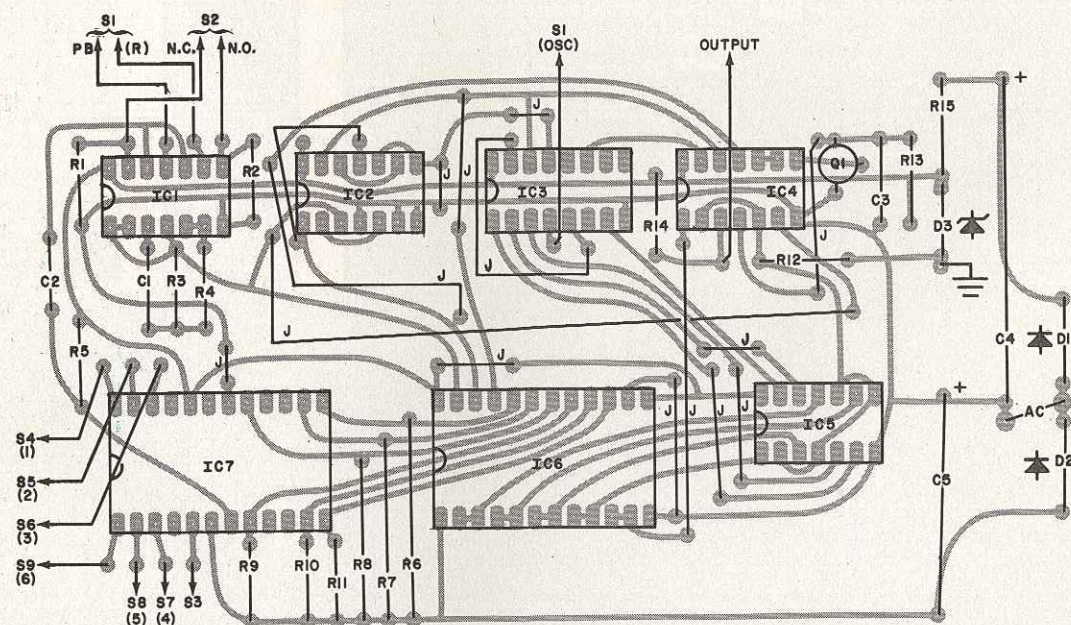 S1 S2
PB (R) N.C. N.O.
S1
(OSC)
OUTPUT
+
R15
J
R1 R2 J J R14 Q1 C3 R13
IC1 IC2 IC3 IC4
D3
J
C2 C1 R3 R4 J R12
J
R5 J J J C4 D1
+
J J J J
AC
S4
(1)
IC7 IC6 IC5
S5
(2)
D2
C5
S6
(3)
S9
(6)
R9 R10 R11 R8 R7 R6
S8
(5)
S7
(4)
S3